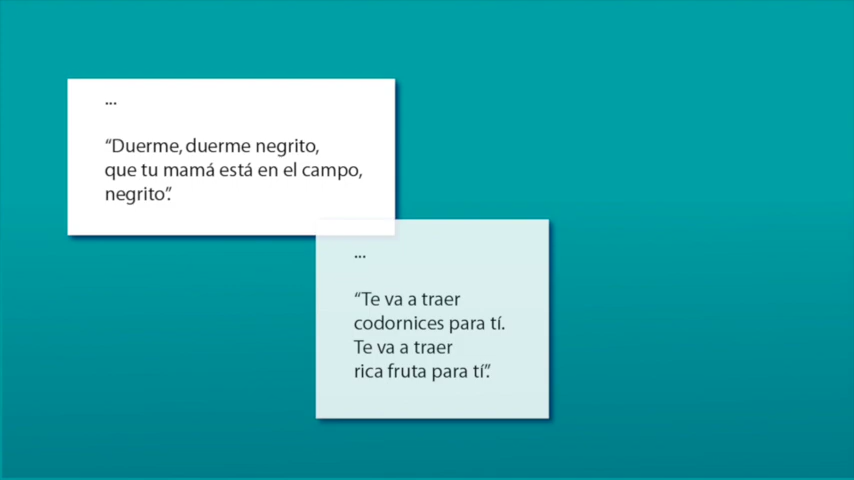 ...
“Duerme, duerme negrito,
que tu mamá está en el campo,
negrito”.
...
“Te va a traer
codornices para tí.
Te va a traer
rica fruta para tí”.